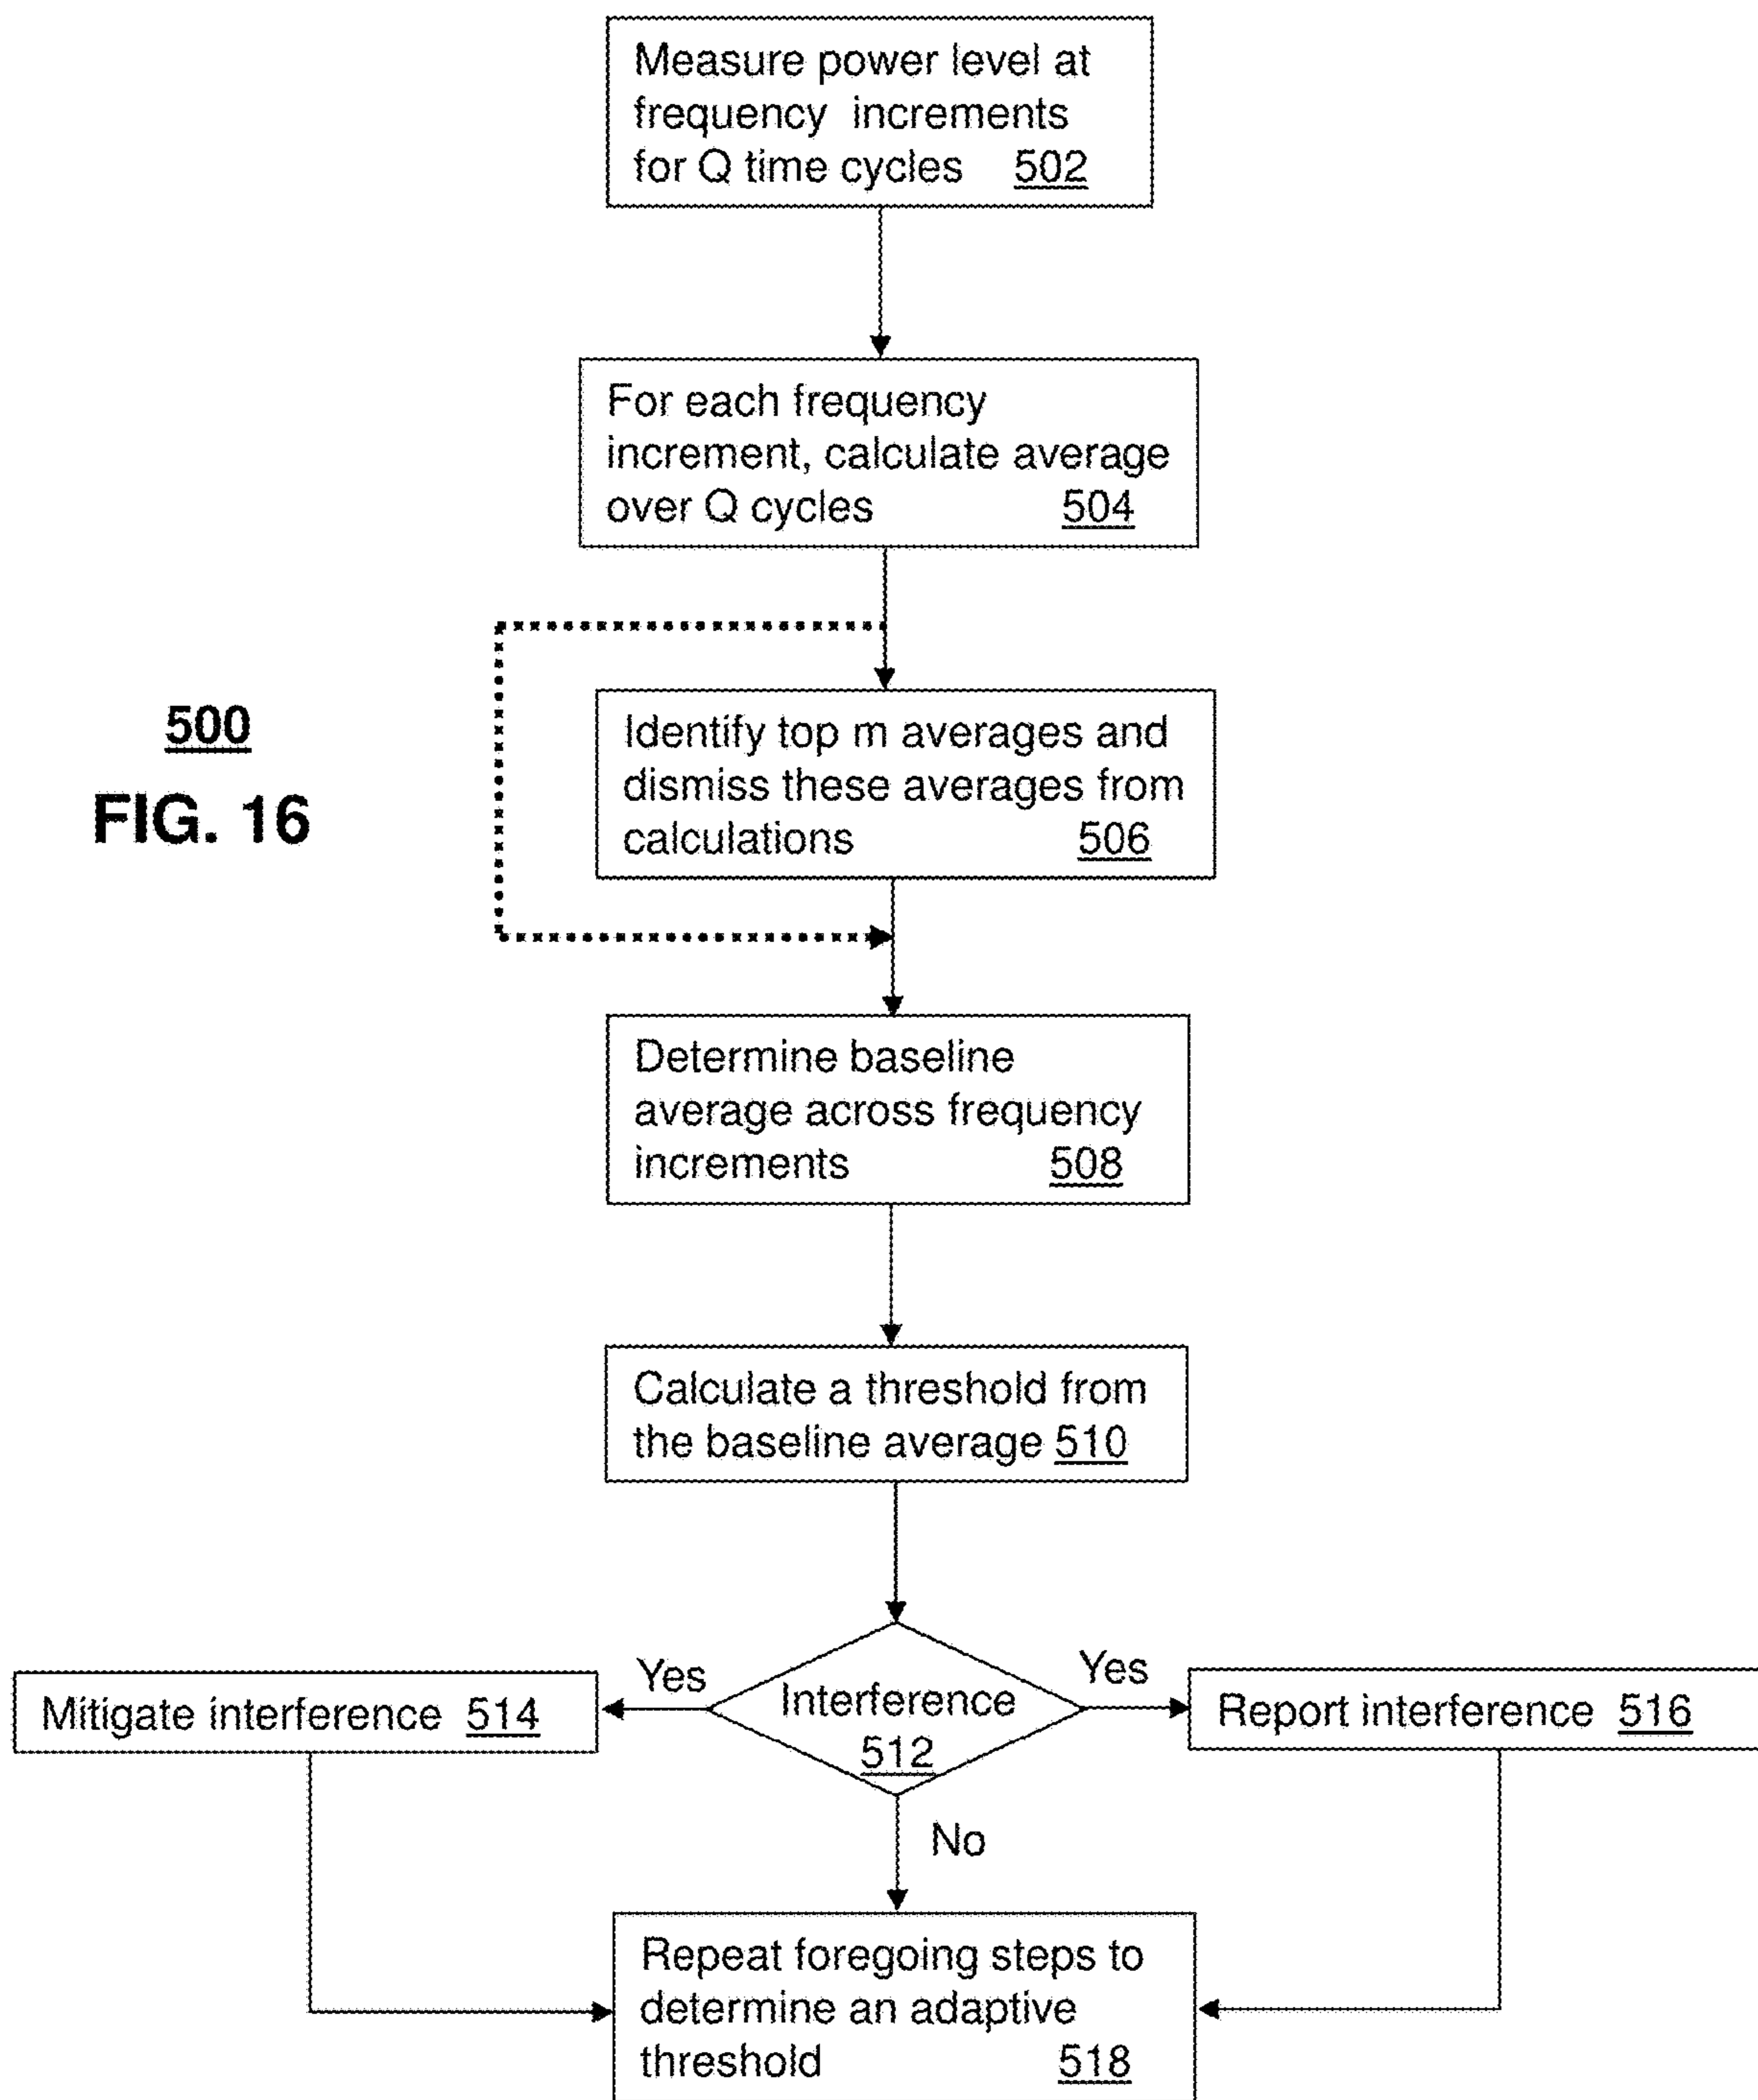 Measure power level at
frequency increments
for Q time cycles 502
For each frequency
increment, calculate average
over Q cycles 504
500
FIG. 16
Identify top m averages and
dismiss these averages from
calculations 506
Determine baseline
average across frequency
increments 508
Calculate a threshold from
the baseline average 510
Yes
Yes
Mitigate interference 514
Interference
512
Report interference 516
No
Repeat foregoing steps to
determine an adaptive
threshold 518